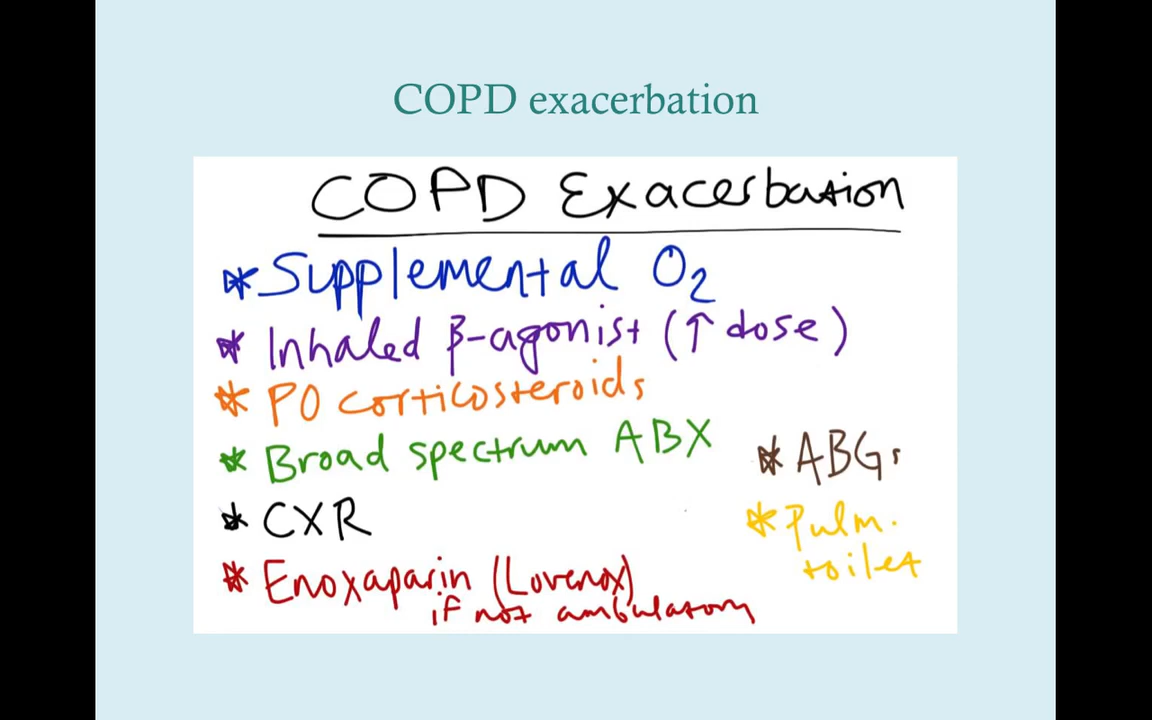 COPD exacerbation
COPD Exacerbation
* Supplemental O₂
* Inhaled β-agonist (↑ dose)
* PO corticosteroids
* Broad spectrum ABX
* CXR
* Enoxaparin (Lovenox)
if not ambulatory
* ABGs
* Pulm.
toilet